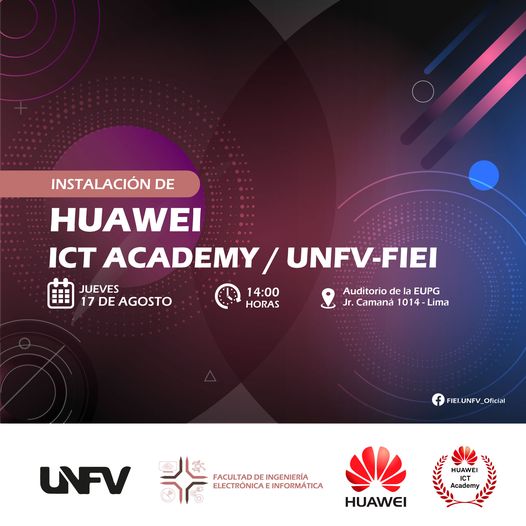 INSTALACIÓN DE
HUAWEI
ICT ACADEMY / UNFV-FIEI
JUEVES
17 DE AGOSTO
14:00
HORAS
Auditorio de la EUPG
Jr. Camaná 1014 - Lima
FIEI.UNFV_Oficial
UNFV
FACULTAD DE INGENIERÍA
ELECTRÓNICA E INFORMÁTICA
HUAWEI
HUAWEI
ICT
Academy